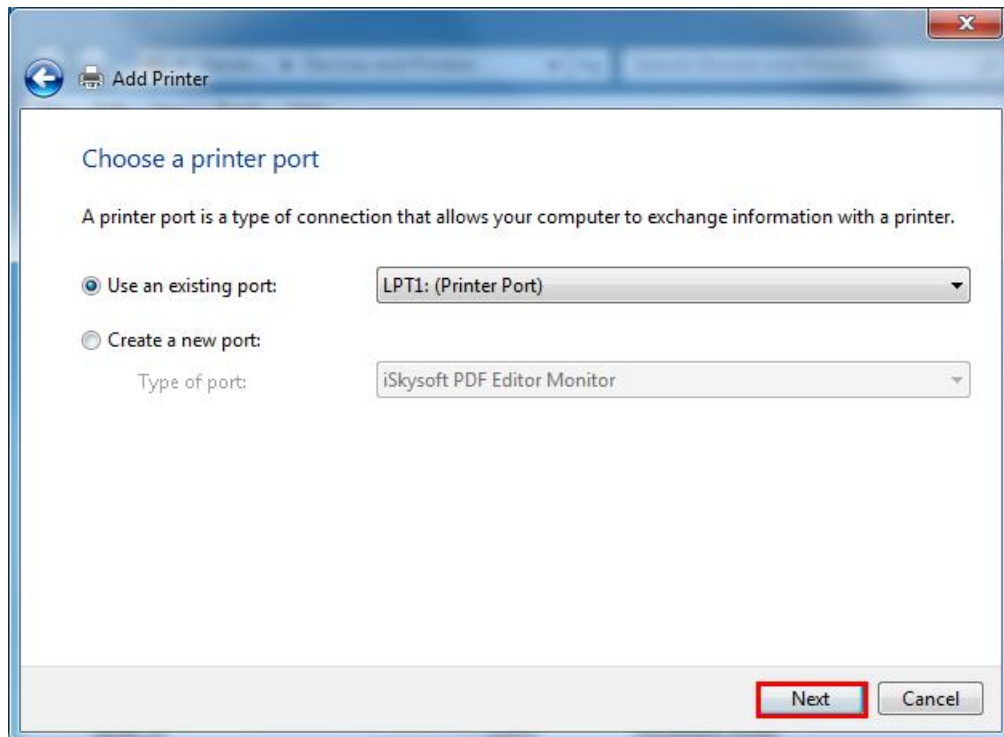 Add Printer
Choose a printer port
A printer port is a type of connection that allows your computer to exchange information with a printer.
Use an existing port: LPT1: (Printer Port)
Create a new port:
Type of port: iSkysoft PDF Editor Monitor
Next Cancel